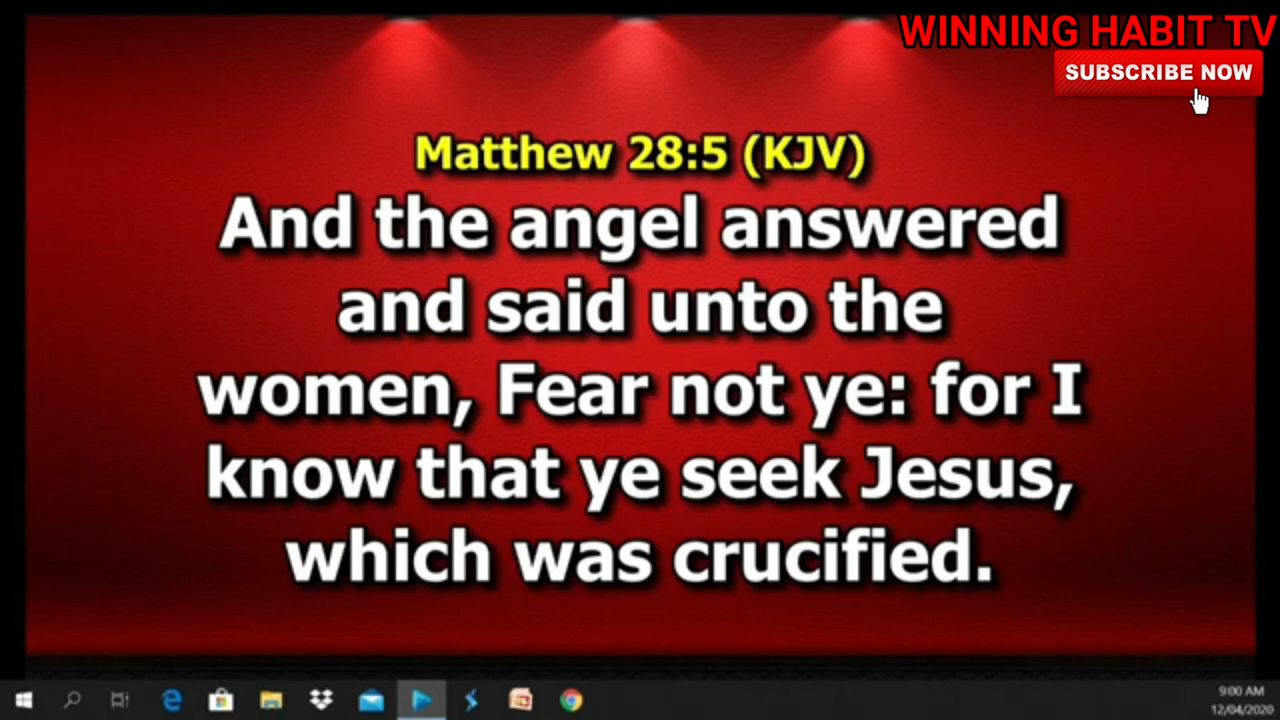 WINNING HABIT TV
SUBSCRIBE NOW
Matthew 28:5 (KJV)
And the angel answered
and said unto the
women, Fear not ye: for I
know that ye seek Jesus,
which was crucified.
9:00 AM
12/04/2020